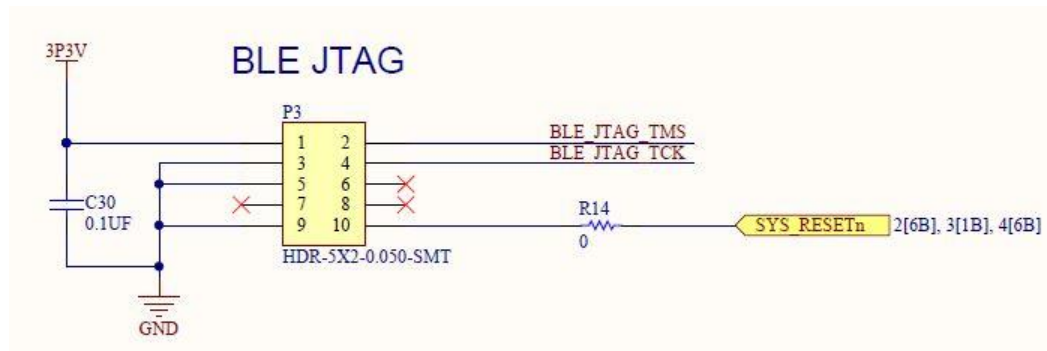 3P3V
BLE JTAG
P3
1 2 BLE_JTAG_TMS
3 4 BLE_JTAG_TCK
5 6
7 8
C30
0.1UF
R14
9 10
0
SYS_RESETn 2[6B], 3[1B], 4[6B]
HDR-5X2-0.050-SMT
GND